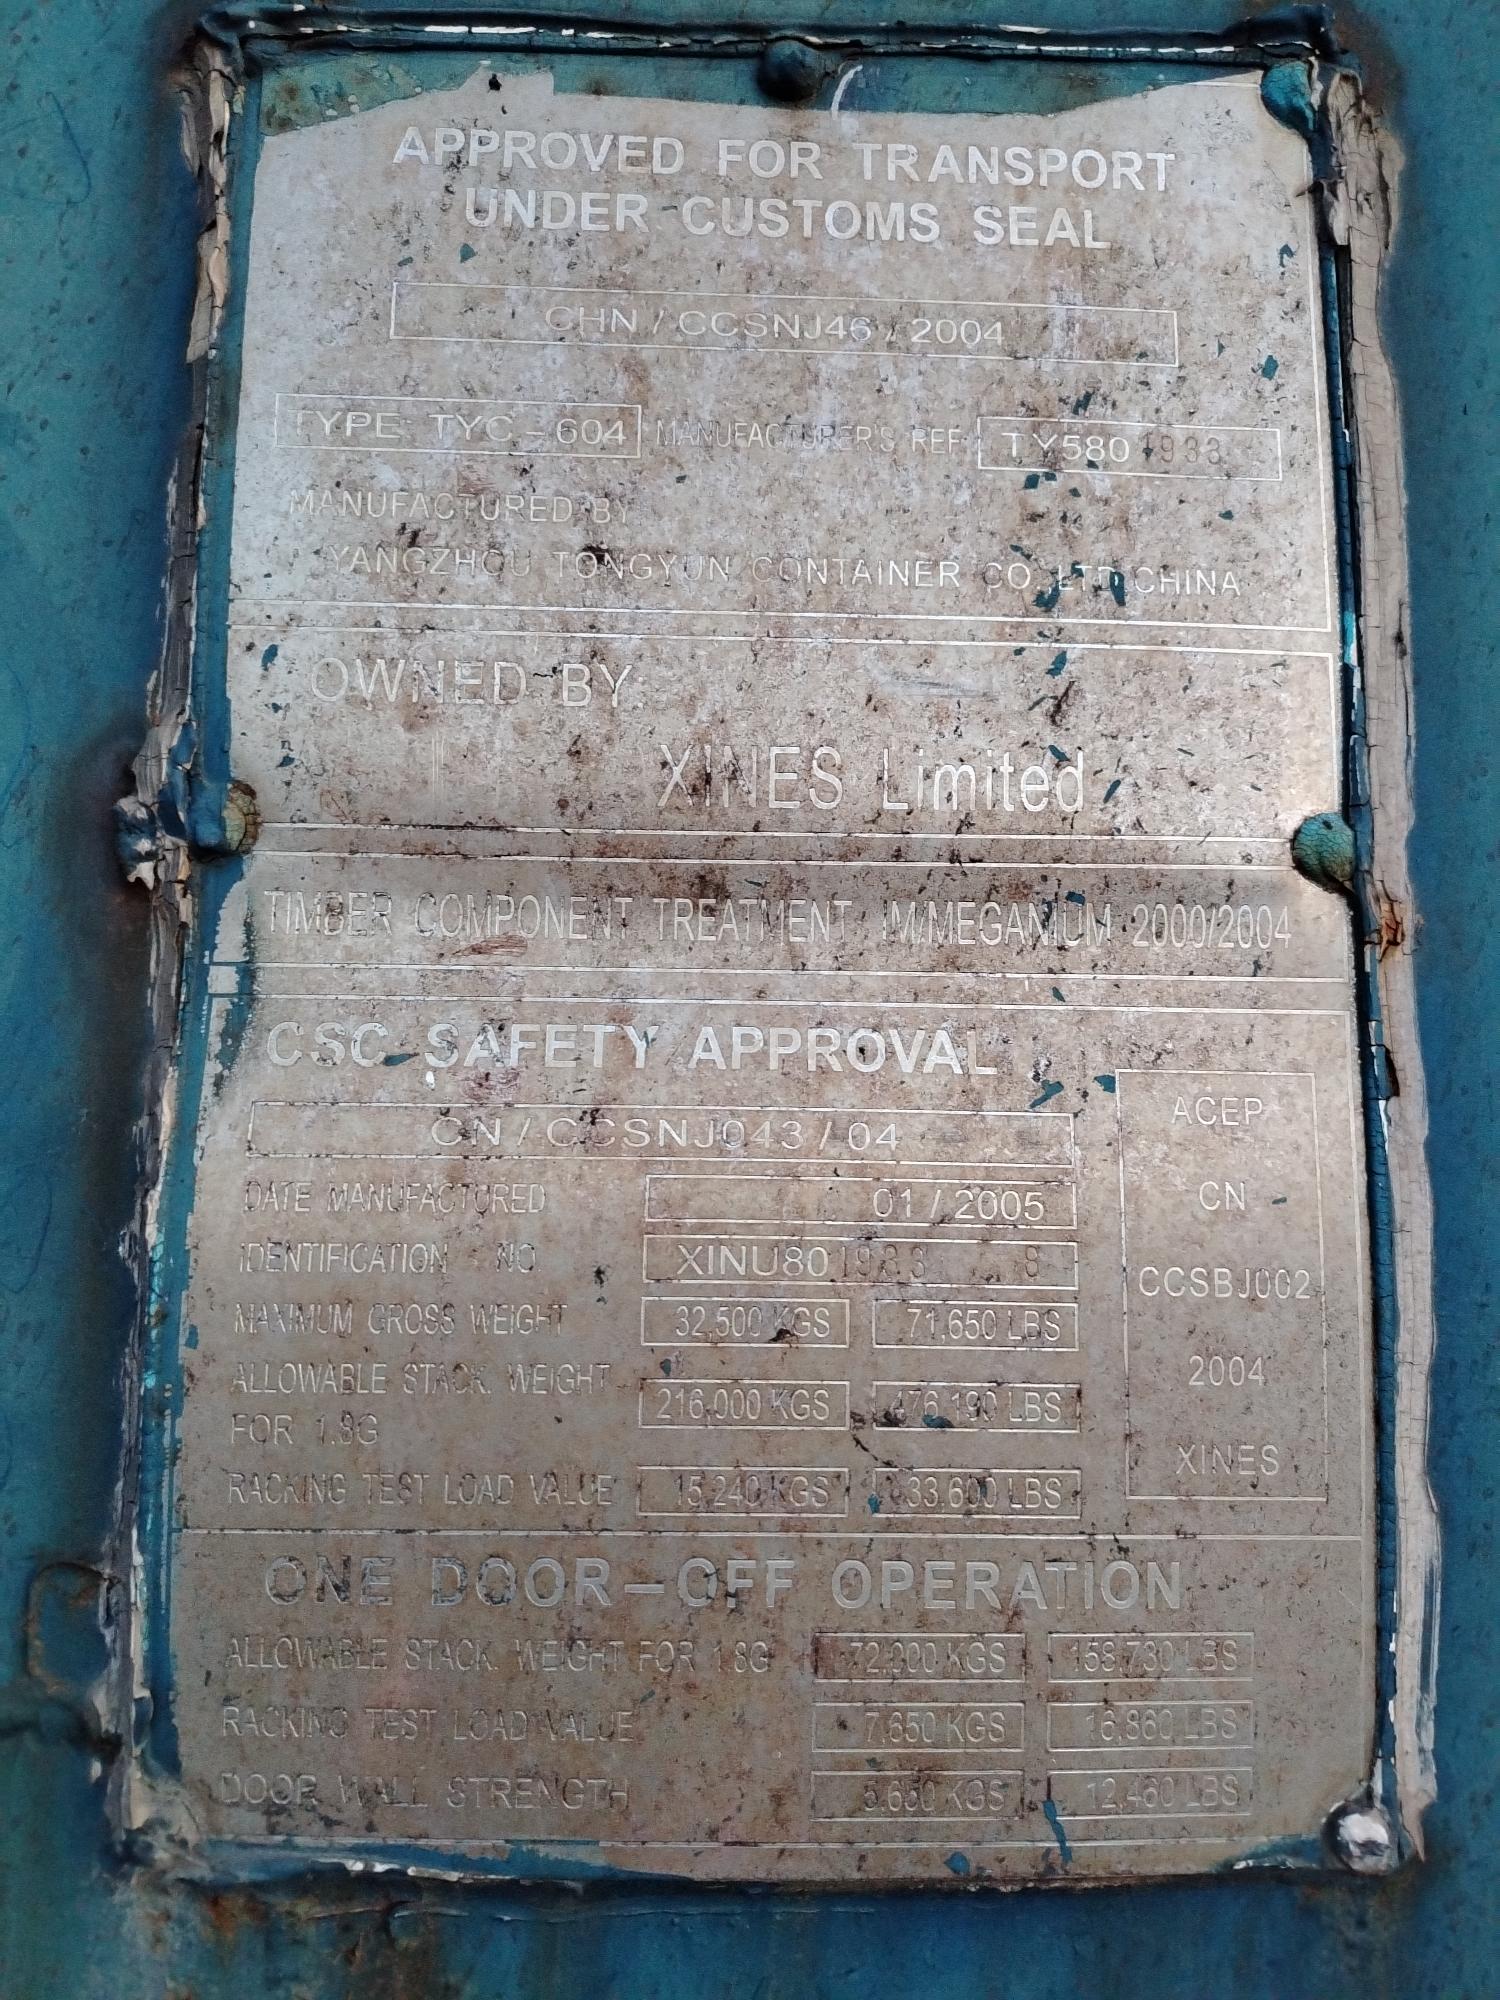 APPROVED FOR TRANSPORT
UNDER CUSTOMS SEAL
CHN / CCSNJ46 / 2004
TYPE: TYC - 604 MANUFACTURER'S REF. TY580 1933
MANUFACTURED BY
YANGZHOU TONGYUN CONTAINER CO.,LTD CHINA
OWNED BY:
XINES Limited
TIMBER COMPONENT TREATMENT IM/MEGANIUM 2000/2004
CSC SAFETY APPROVAL
CN / CCSNJ043 / 04
DATE MANUFACTURED 01 / 2005
IDENTIFICATION NO. XINU80 1933 8
MAXIMUM GROSS WEIGHT 32,500 KGS 71,650 LBS
ALLOWABLE STACK. WEIGHT
FOR 1.8G 216,000 KGS 476,190 LBS
RACKING TEST LOAD VALUE 15,240 KGS 33,600 LBS
ACEP
CN
CCSBJ002
2004
XINES
ONE DOOR-OFF OPERATION
ALLOWABLE STACK. WEIGHT FOR 1.8G 72,000 KGS 158,730 LBS
RACKING TEST LOAD VALUE 7,650 KGS 16,860 LBS
DOOR WALL STRENGTH 5,650 KGS 12,460 LBS